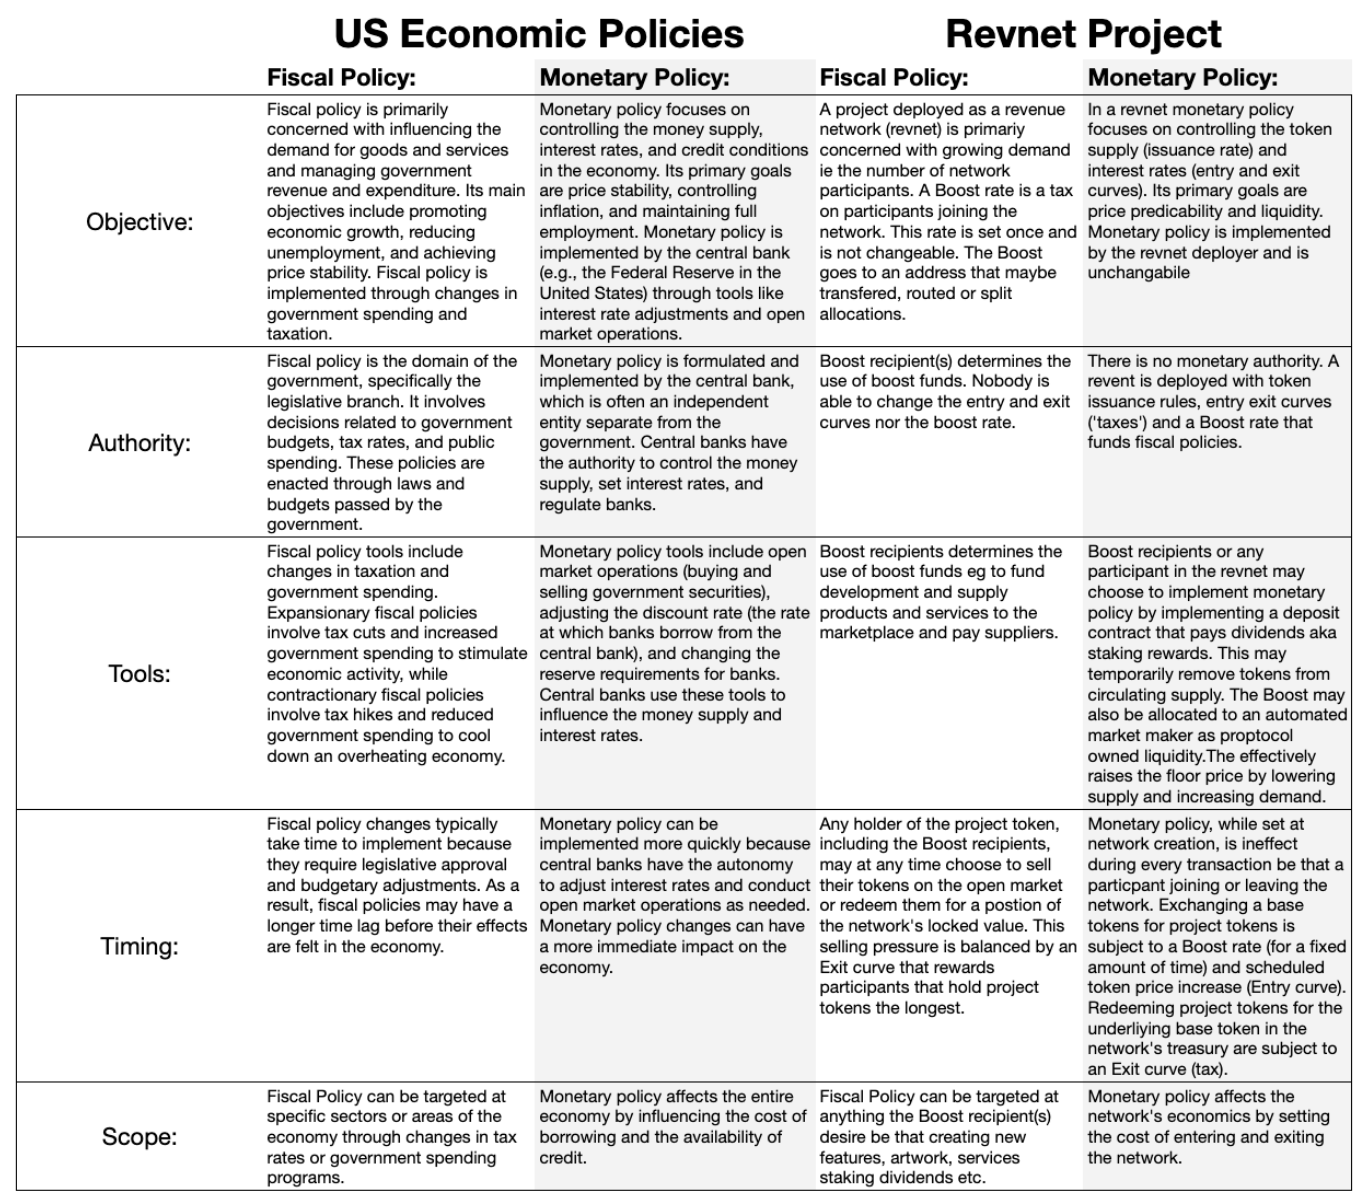 US Economic Policies
Revnet Project
Fiscal Policy:
Monetary Policy:
Fiscal Policy:
Monetary Policy:
Objective:
Fiscal policy is primarily
concerned with influencing the
demand for goods and services
and managing government
revenue and expenditure. Its main
objectives include promoting
economic growth, reducing
unemployment, and achieving
price stability. Fiscal policy is
implemented through changes in
government spending and
taxation.
Monetary policy focuses on
controlling the money supply,
interest rates, and credit conditions
in the economy. Its primary goals
are price stability, controlling
inflation, and maintaining full
employment. Monetary policy is
implemented by the central bank
(e.g., the Federal Reserve in the
United States) through tools like
interest rate adjustments and open
market operations.
A project deployed as a revenue
network (revnet) is primariy
concerned with growing demand
ie the number of network
participants. A Boost rate is a tax
on participants joining the
network. This rate is set once and
is not changeable. The Boost
goes to an address that maybe
transfered, routed or split
allocations.
In a revnet monetary policy
focuses on controlling the token
supply (issuance rate) and
interest rates (entry and exit
curves). Its primary goals are
price predicability and liquidity.
Monetary policy is implemented
by the revnet deployer and is
unchangabile
Authority:
Fiscal policy is the domain of the
government, specifically the
legislative branch. It involves
decisions related to government
budgets, tax rates, and public
spending. These policies are
enacted through laws and
budgets passed by the
government.
Monetary policy is formulated and
implemented by the central bank,
which is often an independent
entity separate from the
government. Central banks have
the authority to control the money
supply, set interest rates, and
regulate banks.
Boost recipient(s) determines the
use of boost funds. Nobody is
able to change the entry and exit
curves nor the boost rate.
There is no monetary authority. A
revent is deployed with token
issuance rules, entry exit curves
('taxes') and a Boost rate that
funds fiscal policies.
Tools:
Fiscal policy tools include
changes in taxation and
government spending.
Expansionary fiscal policies
involve tax cuts and increased
government spending to stimulate
economic activity, while
contractionary fiscal policies
involve tax hikes and reduced
government spending to cool
down an overheating economy.
Monetary policy tools include open
market operations (buying and
selling government securities),
adjusting the discount rate (the rate
at which banks borrow from the
central bank), and changing the
reserve requirements for banks.
Central banks use these tools to
influence the money supply and
interest rates.
Boost recipients determines the
use of boost funds eg to fund
development and supply
products and services to the
marketplace and pay suppliers.
Boost recipients or any
participant in the revnet may
choose to implement monetary
policy by implementing a deposit
contract that pays dividends aka
staking rewards. This may
temporarily remove tokens from
circulating supply. The Boost may
also be allocated to an automated
market maker as proptocol
owned liquidity.The effectively
raises the floor price by lowering
supply and increasing demand.
Timing:
Fiscal policy changes typically
take time to implement because
they require legislative approval
and budgetary adjustments. As a
result, fiscal policies may have a
longer time lag before their effects
are felt in the economy.
Monetary policy can be
implemented more quickly because
central banks have the autonomy
to adjust interest rates and conduct
open market operations as needed.
Monetary policy changes can have
a more immediate impact on the
economy.
Any holder of the project token,
including the Boost recipients,
may at any time choose to sell
their tokens on the open market
or redeem them for a postion of
the network's locked value. This
selling pressure is balanced by an
Exit curve that rewards
participants that hold project
tokens the longest.
Monetary policy, while set at
network creation, is ineffect
during every transaction be that a
particpant joining or leaving the
network. Exchanging a base
tokens for project tokens is
subject to a Boost rate (for a fixed
amount of time) and scheduled
token price increase (Entry curve).
Redeeming project tokens for the
underliying base token in the
network's treasury are subject to
an Exit curve (tax).
Scope:
Fiscal Policy can be targeted at
specific sectors or areas of the
economy through changes in tax
rates or government spending
programs.
Monetary policy affects the entire
economy by influencing the cost of
borrowing and the availability of
credit.
Fiscal Policy can be targeted at
anything the Boost recipient(s)
desire be that creating new
features, artwork, services
staking dividends etc.
Monetary policy affects the
network's economics by setting
the cost of entering and exiting
the network.